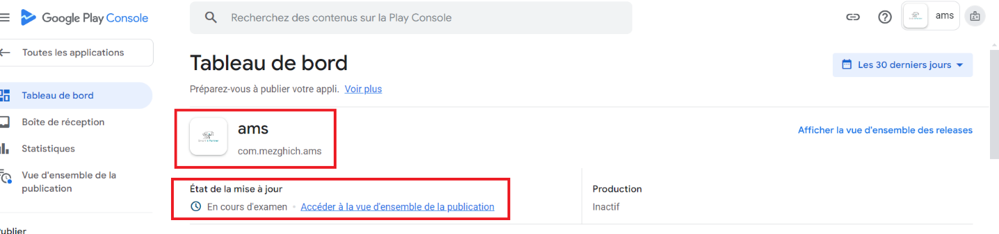 Google Play Console
Recherchez des contenus sur la Play Console
ams
Toutes les applications
Tableau de bord
Les 30 derniers jours
Préparez-vous à publier votre appli. Voir plus
Tableau de bord
Boîte de réception
Statistiques
Vue d'ensemble de la
publication
ams
com.mezghich.ams
Afficher la vue d'ensemble des releases
État de la mise à jour
En cours d'examen • Accéder à la vue d'ensemble de la publication
Production
Inactif
ublier